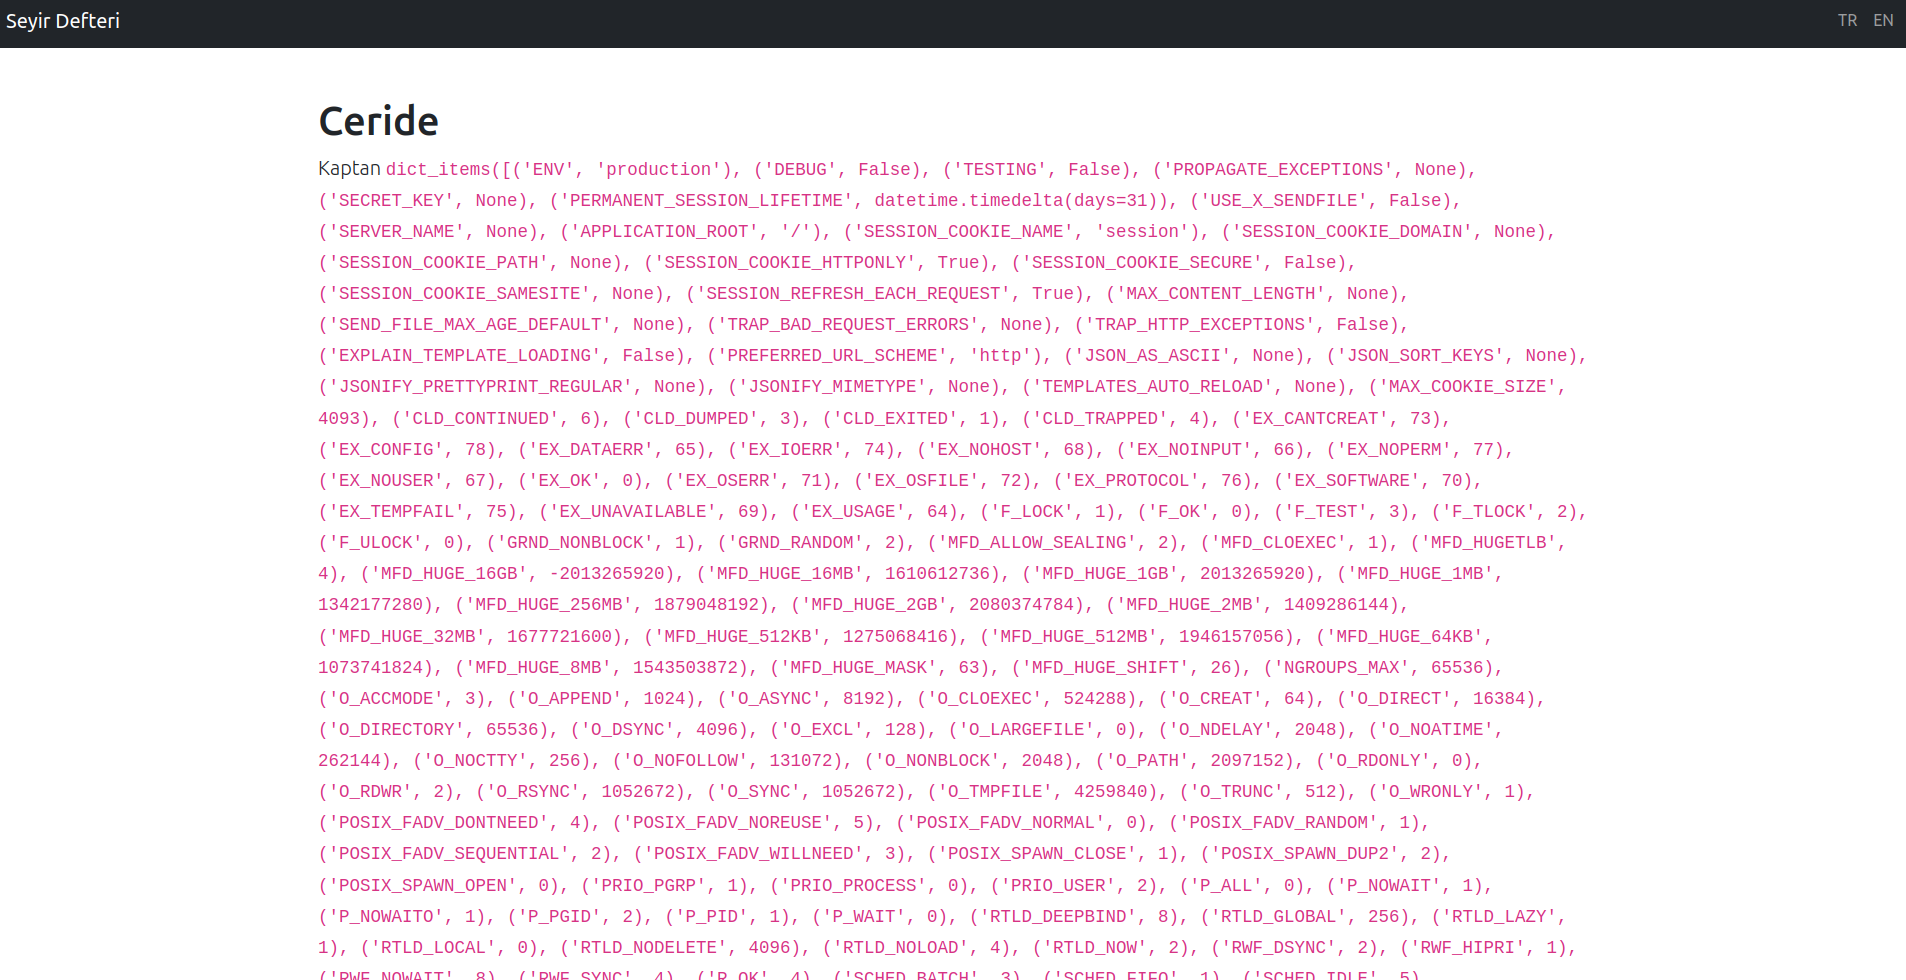 Seyir Defteri
TR EN
Ceride
Kaptan dict_items([('ENV', 'production'), ('DEBUG', False), ('TESTING', False), ('PROPAGATE_EXCEPTIONS', None),
('SECRET_KEY', None), ('PERMANENT_SESSION_LIFETIME', datetime.timedelta(days=31)), ('USE_X_SENDFILE', False),
('SERVER_NAME', None), ('APPLICATION_ROOT', '/'), ('SESSION_COOKIE_NAME', 'session'), ('SESSION_COOKIE_DOMAIN', None),
('SESSION_COOKIE_PATH', None), ('SESSION_COOKIE_HTTPONLY', True), ('SESSION_COOKIE_SECURE', False),
('SESSION_COOKIE_SAMESITE', None), ('SESSION_REFRESH_EACH_REQUEST', True), ('MAX_CONTENT_LENGTH', None),
('SEND_FILE_MAX_AGE_DEFAULT', None), ('TRAP_BAD_REQUEST_ERRORS', None), ('TRAP_HTTP_EXCEPTIONS', False),
('EXPLAIN_TEMPLATE_LOADING', False), ('PREFERRED_URL_SCHEME', 'http'), ('JSON_AS_ASCII', None), ('JSON_SORT_KEYS', None),
('JSONIFY_PRETTYPRINT_REGULAR', None), ('JSONIFY_MIMETYPE', None), ('TEMPLATES_AUTO_RELOAD', None), ('MAX_COOKIE_SIZE',
4093), ('CLD_CONTINUED', 6), ('CLD_DUMPED', 3), ('CLD_EXITED', 1), ('CLD_TRAPPED', 4), ('EX_CANTCREAT', 73),
('EX_CONFIG', 78), ('EX_DATAERR', 65), ('EX_IOERR', 74), ('EX_NOHOST', 68), ('EX_NOINPUT', 66), ('EX_NOPERM', 77),
('EX_NOUSER', 67), ('EX_OK', 0), ('EX_OSERR', 71), ('EX_OSFILE', 72), ('EX_PROTOCOL', 76), ('EX_SOFTWARE', 70),
('EX_TEMPFAIL', 75), ('EX_UNAVAILABLE', 69), ('EX_USAGE', 64), ('F_LOCK', 1), ('F_OK', 0), ('F_TEST', 3), ('F_TLOCK', 2),
('F_ULOCK', 0), ('GRND_NONBLOCK', 1), ('GRND_RANDOM', 2), ('MFD_ALLOW_SEALING', 2), ('MFD_CLOEXEC', 1), ('MFD_HUGETLB',
4), ('MFD_HUGE_16GB', -2013265920), ('MFD_HUGE_16MB', 1610612736), ('MFD_HUGE_1GB', 2013265920), ('MFD_HUGE_1MB',
1342177280), ('MFD_HUGE_256MB', 1879048192), ('MFD_HUGE_2GB', 2080374784), ('MFD_HUGE_2MB', 1409286144),
('MFD_HUGE_32MB', 1677721600), ('MFD_HUGE_512KB', 1275068416), ('MFD_HUGE_512MB', 1946157056), ('MFD_HUGE_64KB',
1073741824), ('MFD_HUGE_8MB', 1543503872), ('MFD_HUGE_MASK', 63), ('MFD_HUGE_SHIFT', 26), ('NGROUPS_MAX', 65536),
('O_ACCMODE', 3), ('O_APPEND', 1024), ('O_ASYNC', 8192), ('O_CLOEXEC', 524288), ('O_CREAT', 64), ('O_DIRECT', 16384),
('O_DIRECTORY', 65536), ('O_DSYNC', 4096), ('O_EXCL', 128), ('O_LARGEFILE', 0), ('O_NDELAY', 2048), ('O_NOATIME',
262144), ('O_NOCTTY', 256), ('O_NOFOLLOW', 131072), ('O_NONBLOCK', 2048), ('O_PATH', 2097152), ('O_RDONLY', 0),
('O_RDWR', 2), ('O_RSYNC', 1052672), ('O_SYNC', 1052672), ('O_TMPFILE', 4259840), ('O_TRUNC', 512), ('O_WRONLY', 1),
('POSIX_FADV_DONTNEED', 4), ('POSIX_FADV_NOREUSE', 5), ('POSIX_FADV_NORMAL', 0), ('POSIX_FADV_RANDOM', 1),
('POSIX_FADV_SEQUENTIAL', 2), ('POSIX_FADV_WILLNEED', 3), ('POSIX_SPAWN_CLOSE', 1), ('POSIX_SPAWN_DUP2', 2),
('POSIX_SPAWN_OPEN', 0), ('PRIO_PGRP', 1), ('PRIO_PROCESS', 0), ('PRIO_USER', 2), ('P_ALL', 0), ('P_NOWAIT', 1),
('P_NOWAITO', 1), ('P_PGID', 2), ('P_PID', 1), ('P_WAIT', 0), ('RTLD_DEEPBIND', 8), ('RTLD_GLOBAL', 256), ('RTLD_LAZY',
1), ('RTLD_LOCAL', 0), ('RTLD_NODELETE', 4096), ('RTLD_NOLOAD', 4), ('RTLD_NOW', 2), ('RWF_DSYNC', 2), ('RWF_HIPRI', 1),
('RWF_NOWAIT', 8), ('RWF_SYNC', 4), ('R_OK', 4), ('SCHED_BATCH', 3), ('SCHED_FIFO', 1), ('SCHED_IDLE', 5)